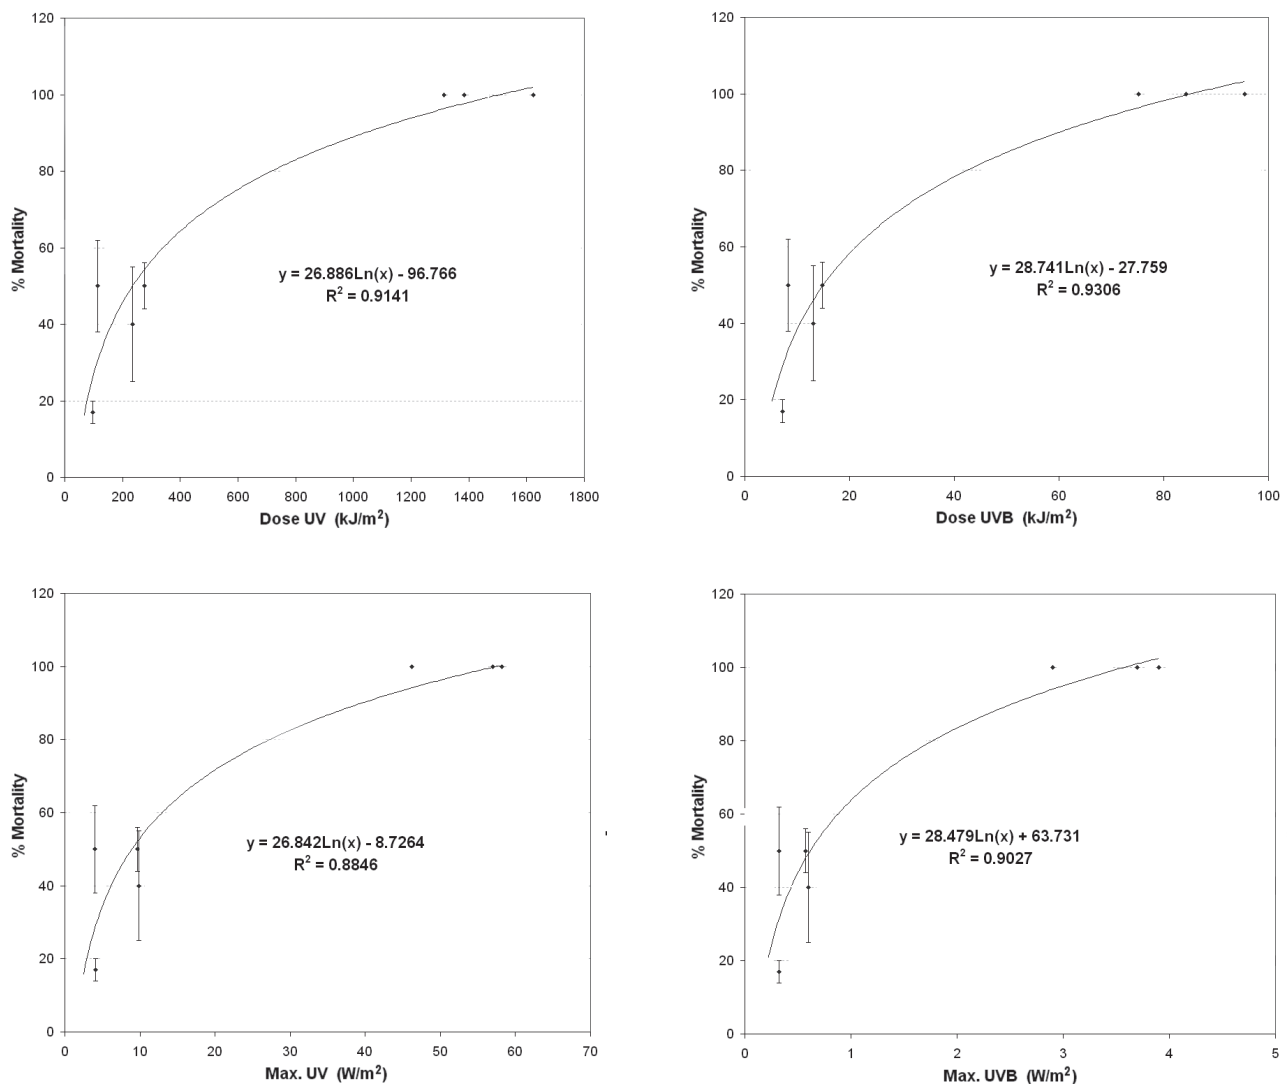 120
100
80
60
40
20
0
% Mortality
y = 26.886Ln(x) - 96.766
R² = 0.9141
0 200 400 600 800 1000 1200 1400 1600 1800
Dose UV (kJ/m²)
120
100
80
60
40
20
0
% Mortality
y = 28.741Ln(x) - 27.759
R² = 0.9306
0 20 40 60 80 100
Dose UVB (kJ/m²)
120
100
80
60
40
20
0
% Mortality
y = 26.842Ln(x) - 8.7264
R² = 0.8846
0 10 20 30 40 50 60 70
Max. UV (W/m²)
120
100
80
60
40
20
0
% Mortality
y = 28.479Ln(x) + 63.731
R² = 0.9027
0 1 2 3 4 5
Max. UVB (W/m²)